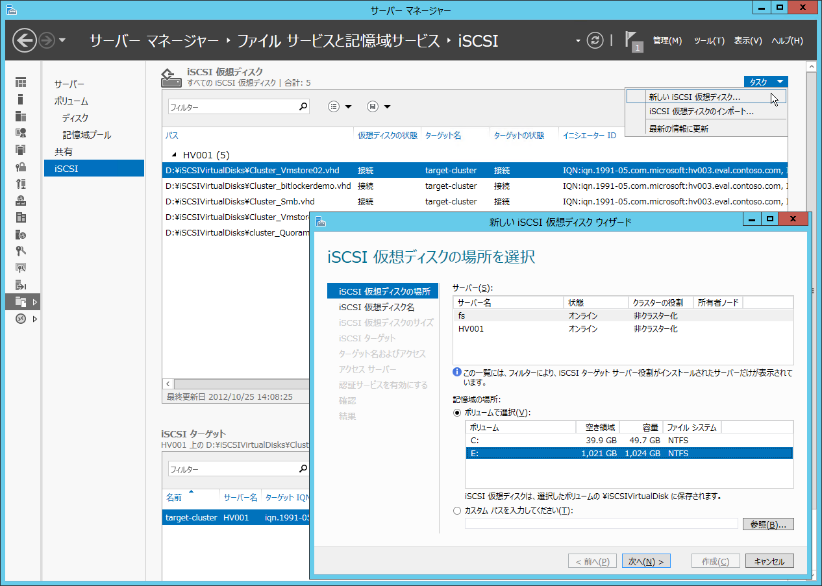 サーバー マネージャー
サーバー マネージャー ‣ ファイル サービスと記憶域サービス ‣ iSCSI
1
管理(M) ツール(T) 表示(V) ヘルプ(H)
サーバー
ボリューム
ディスク
記憶域プール
共有
iSCSI
iSCSI 仮想ディスク
すべての iSCSI 仮想ディスク | 合計: 5
タスク
新しい iSCSI 仮想ディスク...
iSCSI 仮想ディスクのインポート...
最新の情報に更新
フィルター
パス 仮想ディスクの状態 ターゲット名 ターゲットの状態 イニシエーター ID
HV001 (5)
D:¥iSCSIVirtualDisks¥Cluster_Vmstore02.vhd 接続 target-cluster 接続 IQN:iqn.1991-05.com.microsoft:hv003.eval.contoso.com,
D:¥iSCSIVirtualDisks¥Cluster_bitlockerdemo.vhd 接続 target-cluster 接続 IQN:iqn.1991-05.com.microsoft:hv003.eval.contoso.com,
D:¥iSCSIVirtualDisks¥Cluster_Smb.vhd 接続 target-cluster 接続 IQN:iqn.1991-05.com.microsoft:hv003.eval.contoso.com,
D:¥iSCSIVirtualDisks¥Cluster_Vmstor
D:¥iSCSIVirtualDisks¥cluster_Quoram
最終更新日 2012/10/25 14:08:25
iSCSI ターゲット
HV001 上の D:¥iSCSIVirtualDisks¥Clust
フィルター
名前 サーバー名 ターゲット IQN
target-cluster HV001 iqn.1991-05
新しい iSCSI 仮想ディスク ウィザード
iSCSI 仮想ディスクの場所を選択
iSCSI 仮想ディスクの場所
iSCSI 仮想ディスク名
iSCSI 仮想ディスクのサイズ
iSCSI ターゲット
ターゲット名およびアクセス
アクセス サーバー
認証サービスを有効にする
確認
結果
サーバー(S):
サーバー名 状態 クラスターの役割 所有者ノード
fs オンライン 非クラスター化
HV001 オンライン 非クラスター化
この一覧には、フィルターにより、iSCSI ターゲット サーバー役割がインストールされたサーバーだけが表示されて
います。
記憶域の場所:
ボリュームで選択(V):
ボリューム 空き領域 容量 ファイル システム
C: 39.9 GB 49.7 GB NTFS
E: 1,021 GB 1,024 GB NTFS
iSCSI 仮想ディスクは、選択したボリュームの ¥iSCSIVirtualDisk に保存されます。
カスタム パスを入力してください(T):
参照(B)...
< 前へ(P) 次へ(N) > 作成(C) キャンセル